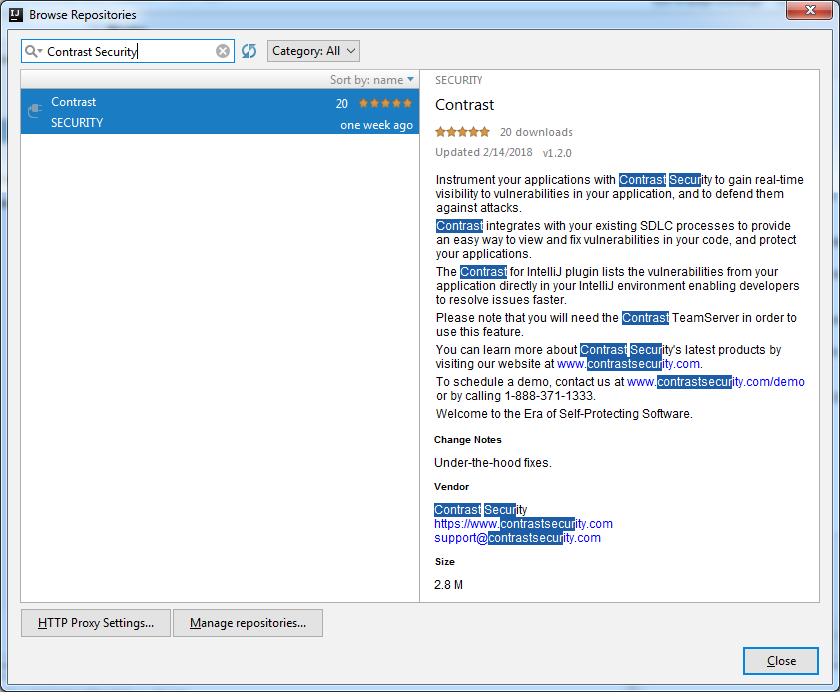 Browse Repositories
Contrast Security
Category: All
Sort by: name
Contrast 20
SECURITY one week ago
SECURITY
Contrast
20 downloads
Updated 2/14/2018 v1.2.0
Instrument your applications with Contrast Security to gain real-time
visibility to vulnerabilities in your application, and to defend them
against attacks.
Contrast integrates with your existing SDLC processes to provide
an easy way to view and fix vulnerabilities in your code, and protect
your applications.
The Contrast for IntelliJ plugin lists the vulnerabilities from your
application directly in your IntelliJ environment enabling developers
to resolve issues faster.
Please note that you will need the Contrast TeamServer in order to
use this feature.
You can learn more about Contrast Security's latest products by
visiting our website at www.contrastsecurity.com.
To schedule a demo, contact us at www.contrastsecurity.com/demo
or by calling 1-888-371-1333.
Welcome to the Era of Self-Protecting Software.
Change Notes
Under-the-hood fixes.
Vendor
Contrast Security
https://www.contrastsecurity.com
support@contrastsecurity.com
Size
2.8 M
HTTP Proxy Settings...
Manage repositories...
Close